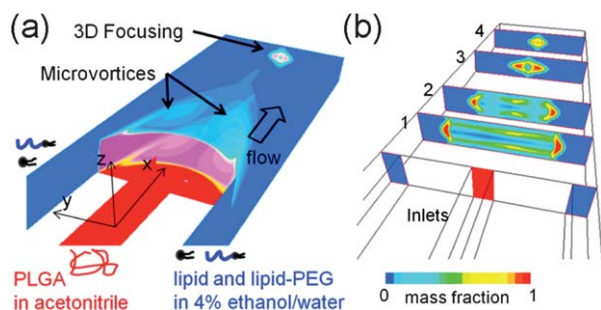 (a)
3D Focusing
Microvortices
z
x
y
flow
PLGA
in acetonitrile
lipid and lipid-PEG
in 4% ethanol/water
(b)
4
3
2
1
Inlets
0
mass fraction
1